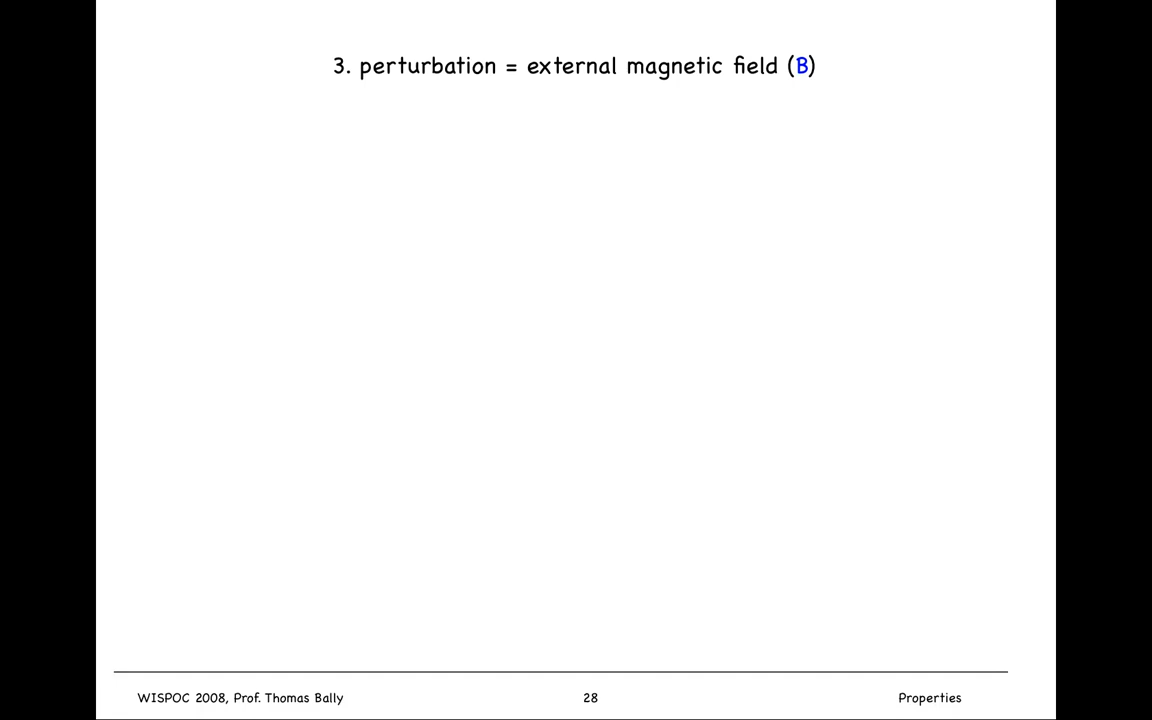 3. perturbation = external magnetic field (B)
WISPOC 2008, Prof. Thomas Bally
28
Properties